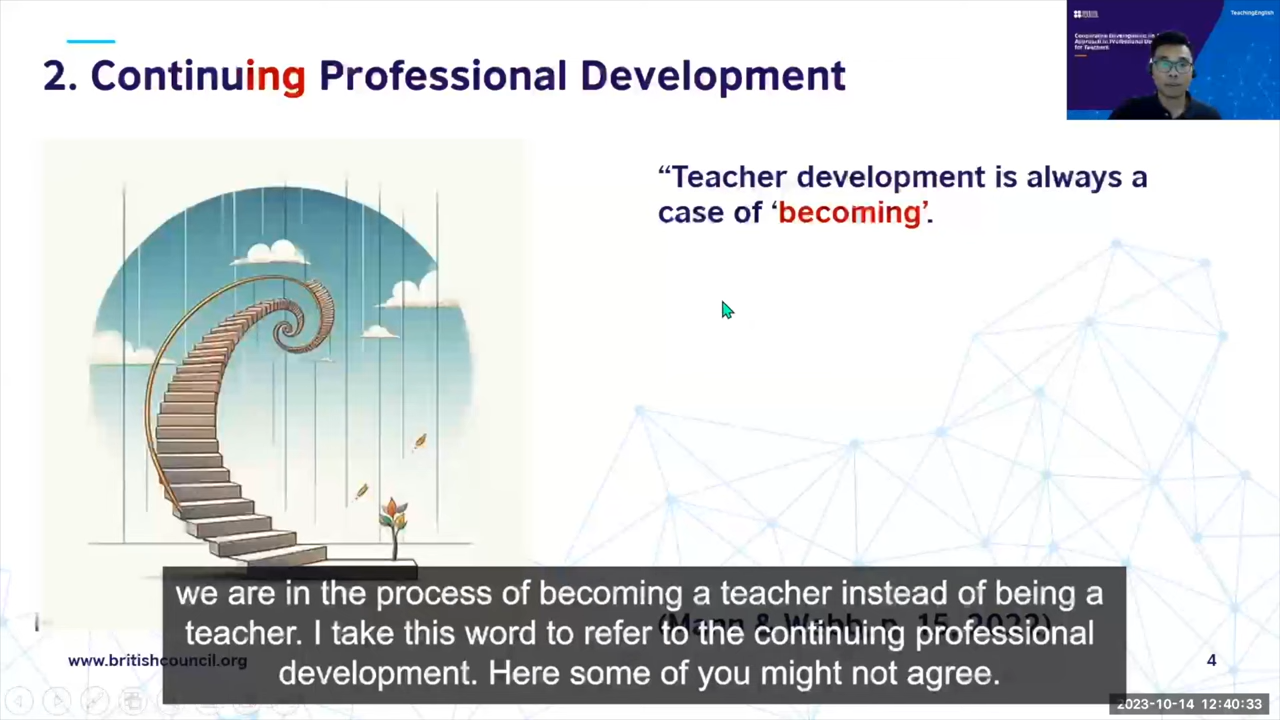 TeachingEnglish
2. Continuing Professional Development
“Teacher development is always a
case of ‘becoming’.
we are in the process of becoming a teacher instead of being a
teacher. I take this word to refer to the continuing professional
development. Here some of you might not agree.
www.britishcouncil.org
4
2023-10-14 12:40:33